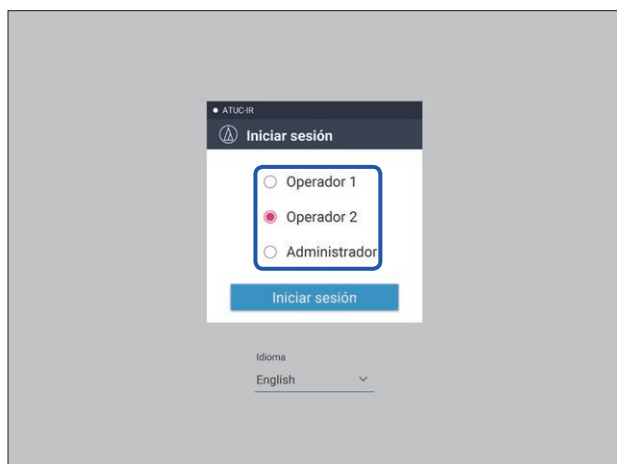 ATUC-IR
Iniciar sesión
Operador 1
Operador 2
Administrador
Iniciar sesión
Idioma
English